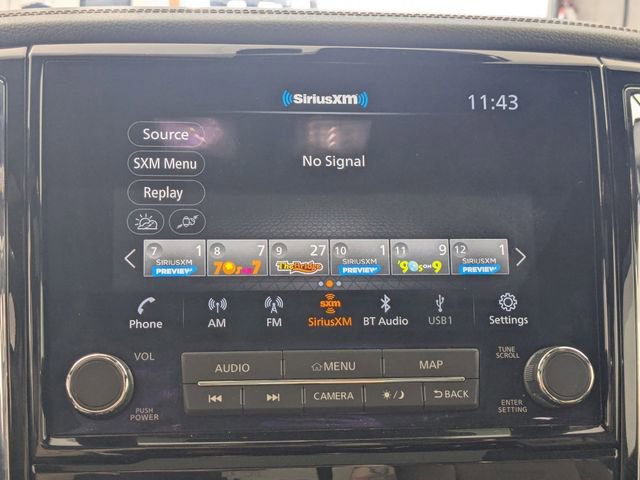 SiriusXM
11:43
Source
No Signal
SXM Menu
Replay
7 1 8 7 9 27 10 1 11 9 12 1
SIRIUSXM PREVIEW 70s on 7 The Bridge SIRIUSXM PREVIEW '90s ON 9 SIRIUSXM PREVIEW
sxm
Phone AM FM SiriusXM BT Audio USB1 Settings
VOL AUDIO MENU MAP TUNE SCROLL
PUSH POWER CAMERA BACK ENTER SETTING